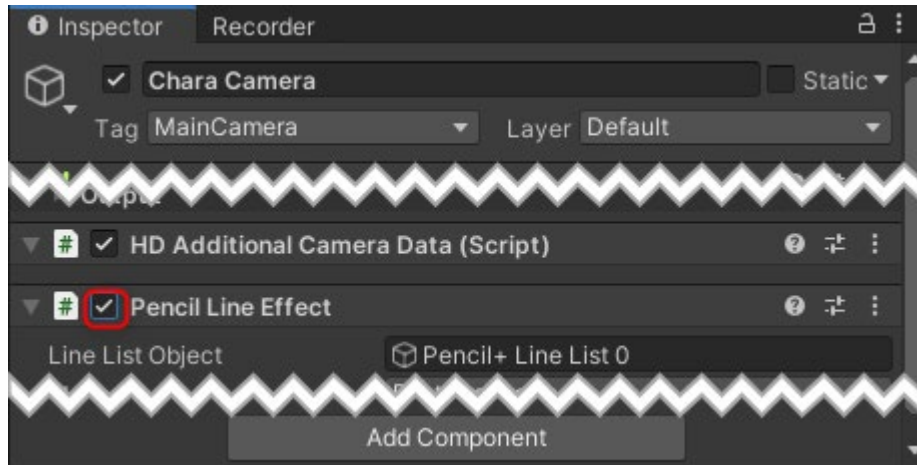 Inspector Recorder
Chara Camera Static
Tag MainCamera Layer Default
Output
# HD Additional Camera Data (Script)
# Pencil Line Effect
Line List Object Pencil+ Line List 0
Add Component